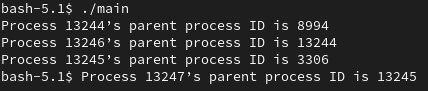 bash-5.1$ ./main
Process 13244’s parent process ID is 8994
Process 13246’s parent process ID is 13244
Process 13245’s parent process ID is 3306
bash-5.1$ Process 13247’s parent process ID is 13245